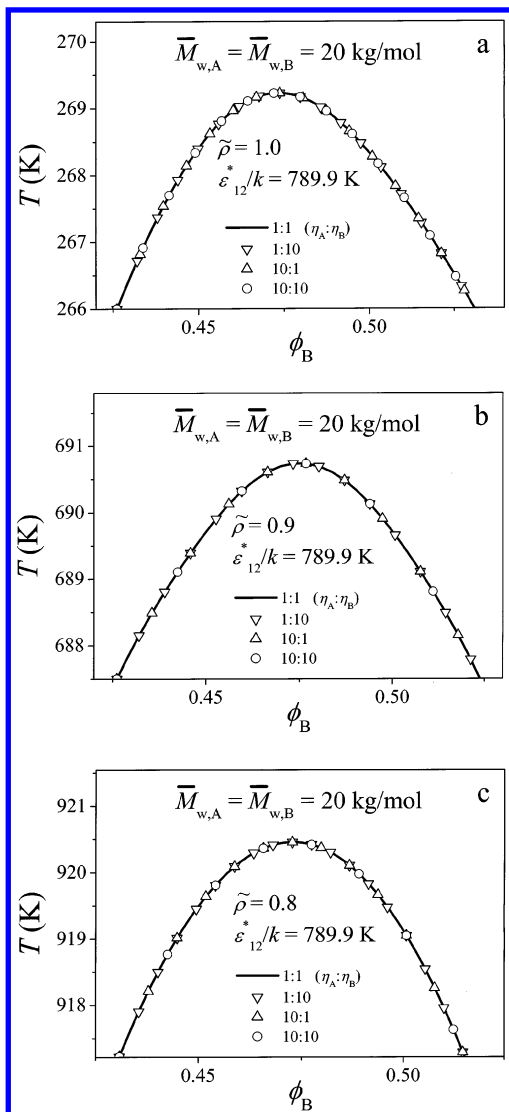 a
M̅w,A = M̅w,B = 20 kg/mol
ρ̃ = 1.0
ε*12/k = 789.9 K
1:1 (ηA:ηB)
1:10
10:1
10:10
270
269
268
267
266
T (K)
0.45
0.50
ϕB
b
M̅w,A = M̅w,B = 20 kg/mol
ρ̃ = 0.9
ε*12/k = 789.9 K
1:1 (ηA:ηB)
1:10
10:1
10:10
691
690
689
688
T (K)
0.45
0.50
ϕB
c
M̅w,A = M̅w,B = 20 kg/mol
ρ̃ = 0.8
ε*12/k = 789.9 K
1:1 (ηA:ηB)
1:10
10:1
10:10
921
920
919
918
T (K)
0.45
0.50
ϕB